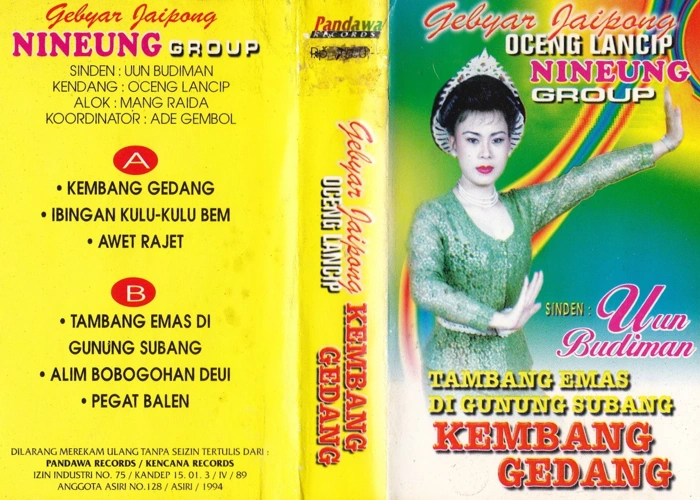 Gebyar Jaipong
NINEUNG GROUP
SINDEN : UUN BUDIMAN
KENDANG : OCENG LANCIP
ALOK : MANG RAIDA
KOORDINATOR : ADE GEMBOL
A
• KEMBANG GEDANG
• IBINGAN KULU-KULU BEM
• AWET RAJET
B
• TAMBANG EMAS DI
GUNUNG SUBANG
• ALIM BOBOGOHAN DEUI
• PEGAT BALEN
DILARANG MEREKAM ULANG TANPA SEIZIN TERTULIS DARI :
PANDAWA RECORDS / KENCANA RECORDS
IZIN INDUSTRI NO. 75 / KANDEP 15. 01. 3 / IV / 89
ANGGOTA ASIRI NO.128 / ASIRI / 1994
Pandawa
RECORDS
Gebyar Jaipong
OCENG LANCIP
KEMBANG
GEDANG
Gebyar Jaipong
OCENG LANCIP
NINEUNG
GROUP
SINDEN : Uun
Budiman
TAMBANG EMAS
DI GUNUNG SUBANG
KEMBANG
GEDANG